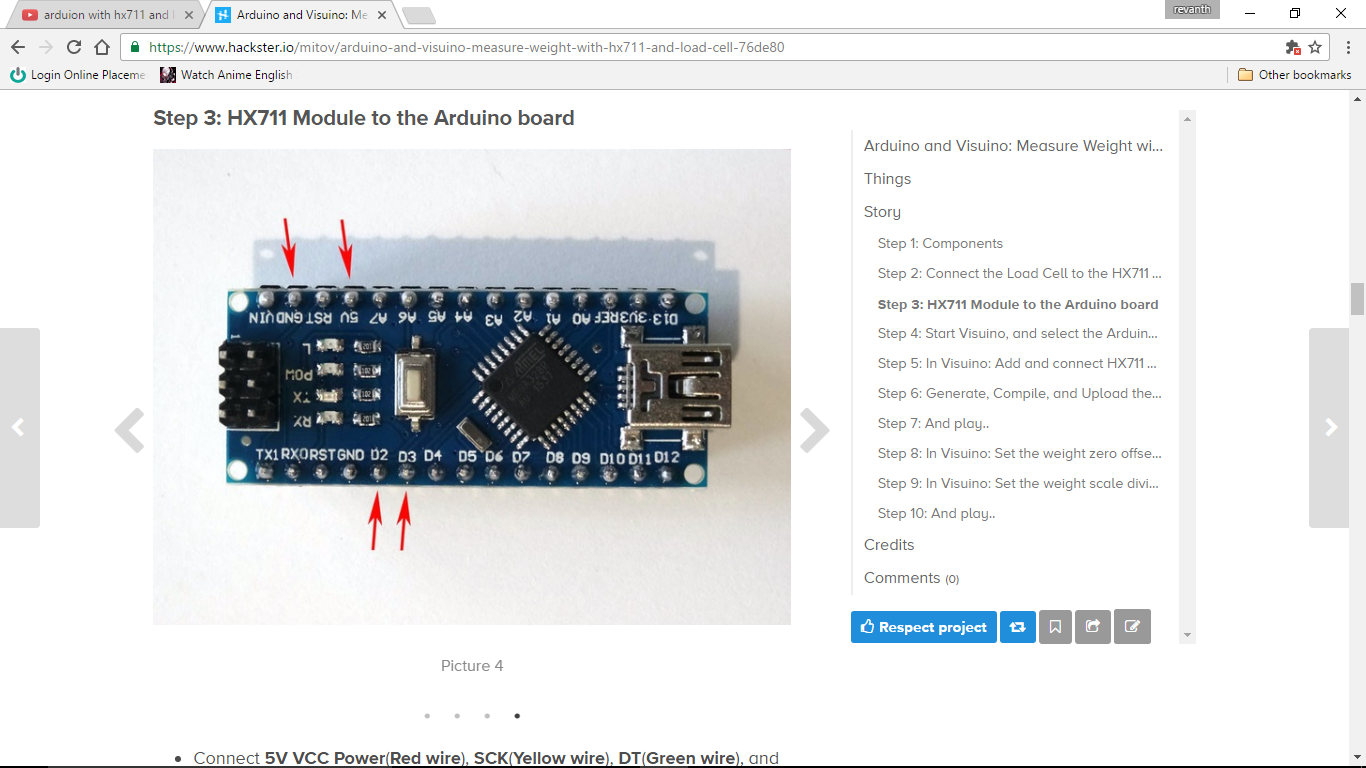 arduion with hx711 and
Arduino and Visuino: Me
revanth
https://www.hackster.io/mitov/arduino-and-visuino-measure-weight-with-hx711-and-load-cell-76de80
Login Online Placeme
Watch Anime English
Other bookmarks
Step 3: HX711 Module to the Arduino board
VIN GND RST 5V A7 A6 A5 A4 A3 A2 A1 A0 REF 3V3 D13
L
POW
TX
RX
1
TX1 RX0 RST GND D2 D3 D4 D5 D6 D7 D8 D9 D10 D11 D12
Picture 4
• Connect 5V VCC Power(Red wire), SCK(Yellow wire), DT(Green wire), and
Arduino and Visuino: Measure Weight wi...
Things
Story
Step 1: Components
Step 2: Connect the Load Cell to the HX711 ...
Step 3: HX711 Module to the Arduino board
Step 4: Start Visuino, and select the Arduin...
Step 5: In Visuino: Add and connect HX711 ...
Step 6: Generate, Compile, and Upload the...
Step 7: And play..
Step 8: In Visuino: Set the weight zero offse...
Step 9: In Visuino: Set the weight scale divi...
Step 10: And play..
Credits
Comments (0)
Respect project